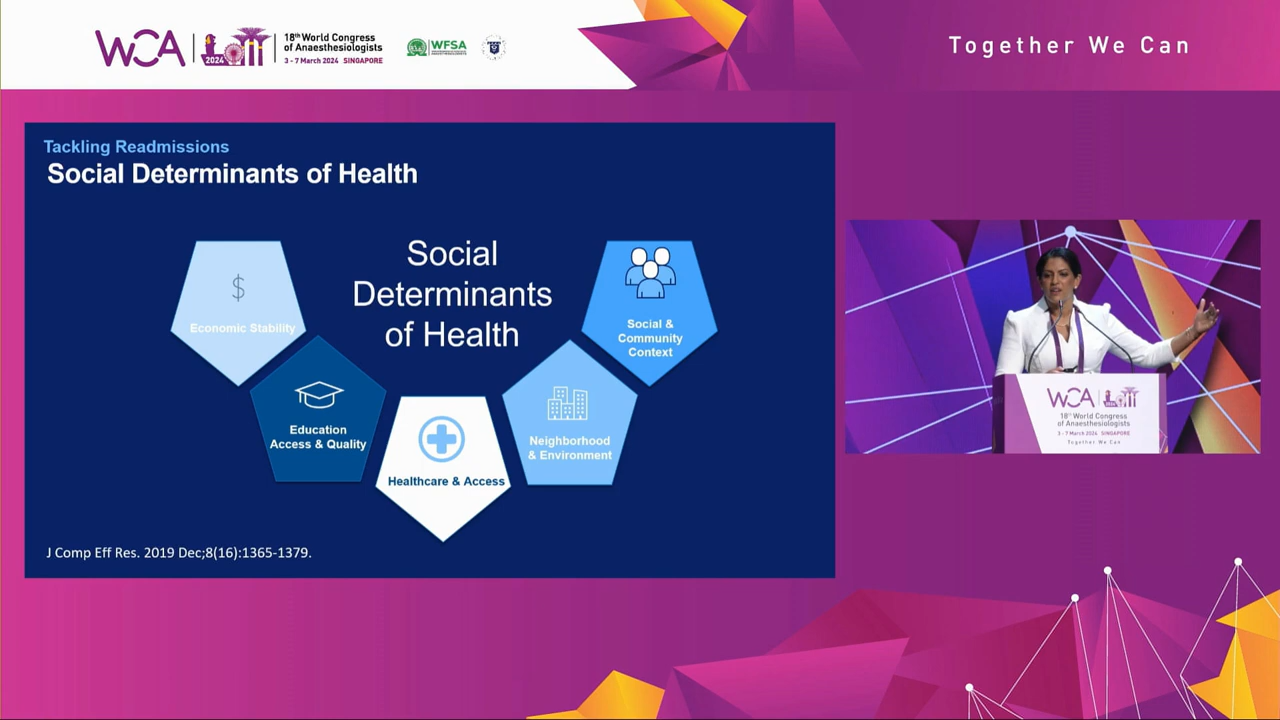 WCA
2024
18th World Congress
of Anaesthesiologists
3 - 7 March 2024 SINGAPORE
WFSA
Together We Can
Tackling Readmissions
Social Determinants of Health
Social
Determinants
of Health
$
Economic Stability
Education
Access & Quality
Healthcare & Access
Neighborhood
& Environment
Social &
Community
Context
J Comp Eff Res. 2019 Dec;8(16):1365-1379.
WCA
2024
18th World Congress
of Anaesthesiologists
3 - 7 March 2024 SINGAPORE
Together We Can